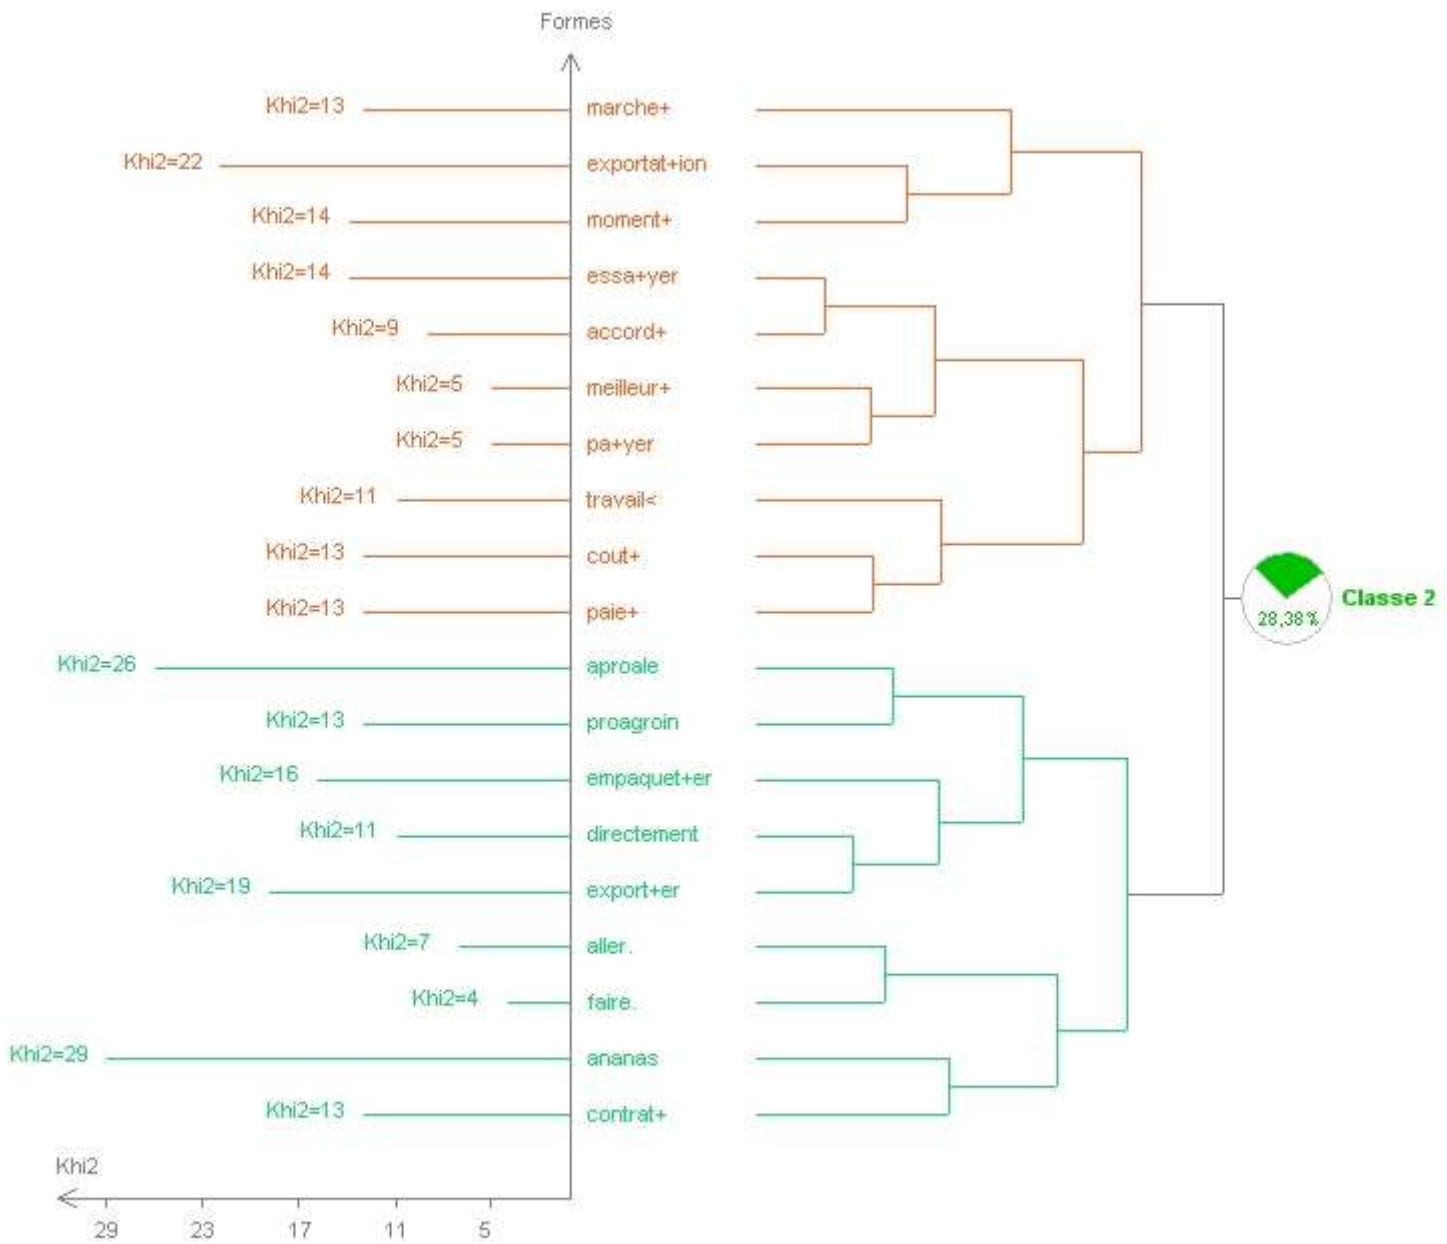 Formes
Khi2=13 marche+
Khi2=22 exportat+ion
Khi2=14 moment+
Khi2=14 essa+yer
Khi2=9 accord+
Khi2=5 meilleur+
Khi2=5 pa+yer
Khi2=11 travail<
Khi2=13 cout+
28,38% Classe 2
Khi2=13 paie+
Khi2=26 aproale
Khi2=13 proagroin
Khi2=16 empaquet+er
Khi2=11 directement
Khi2=19 export+er
Khi2=7 aller.
Khi2=4 faire.
Khi2=29 ananas
Khi2=13 contrat+
Khi2
29 23 17 11 5